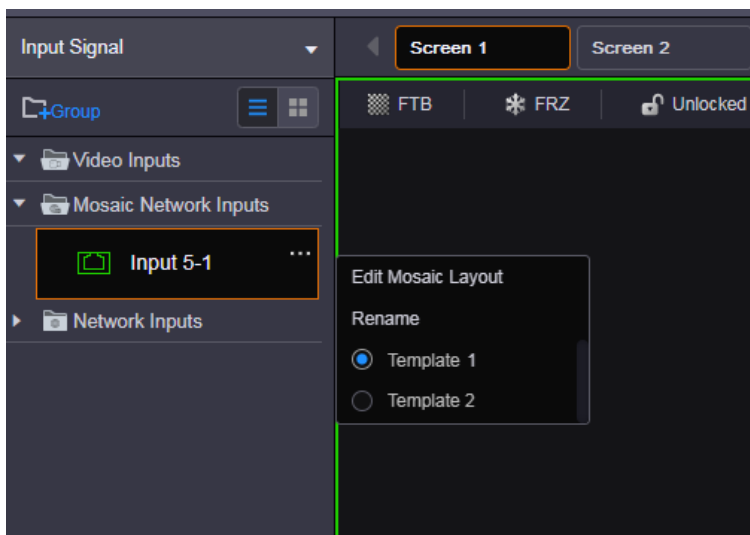 Input Signal
Screen 1
Screen 2
Group
FTB
FRZ
Unlocked
Video Inputs
Mosaic Network Inputs
Input 5-1
...
Network Inputs
Edit Mosaic Layout
Rename
Template 1
Template 2